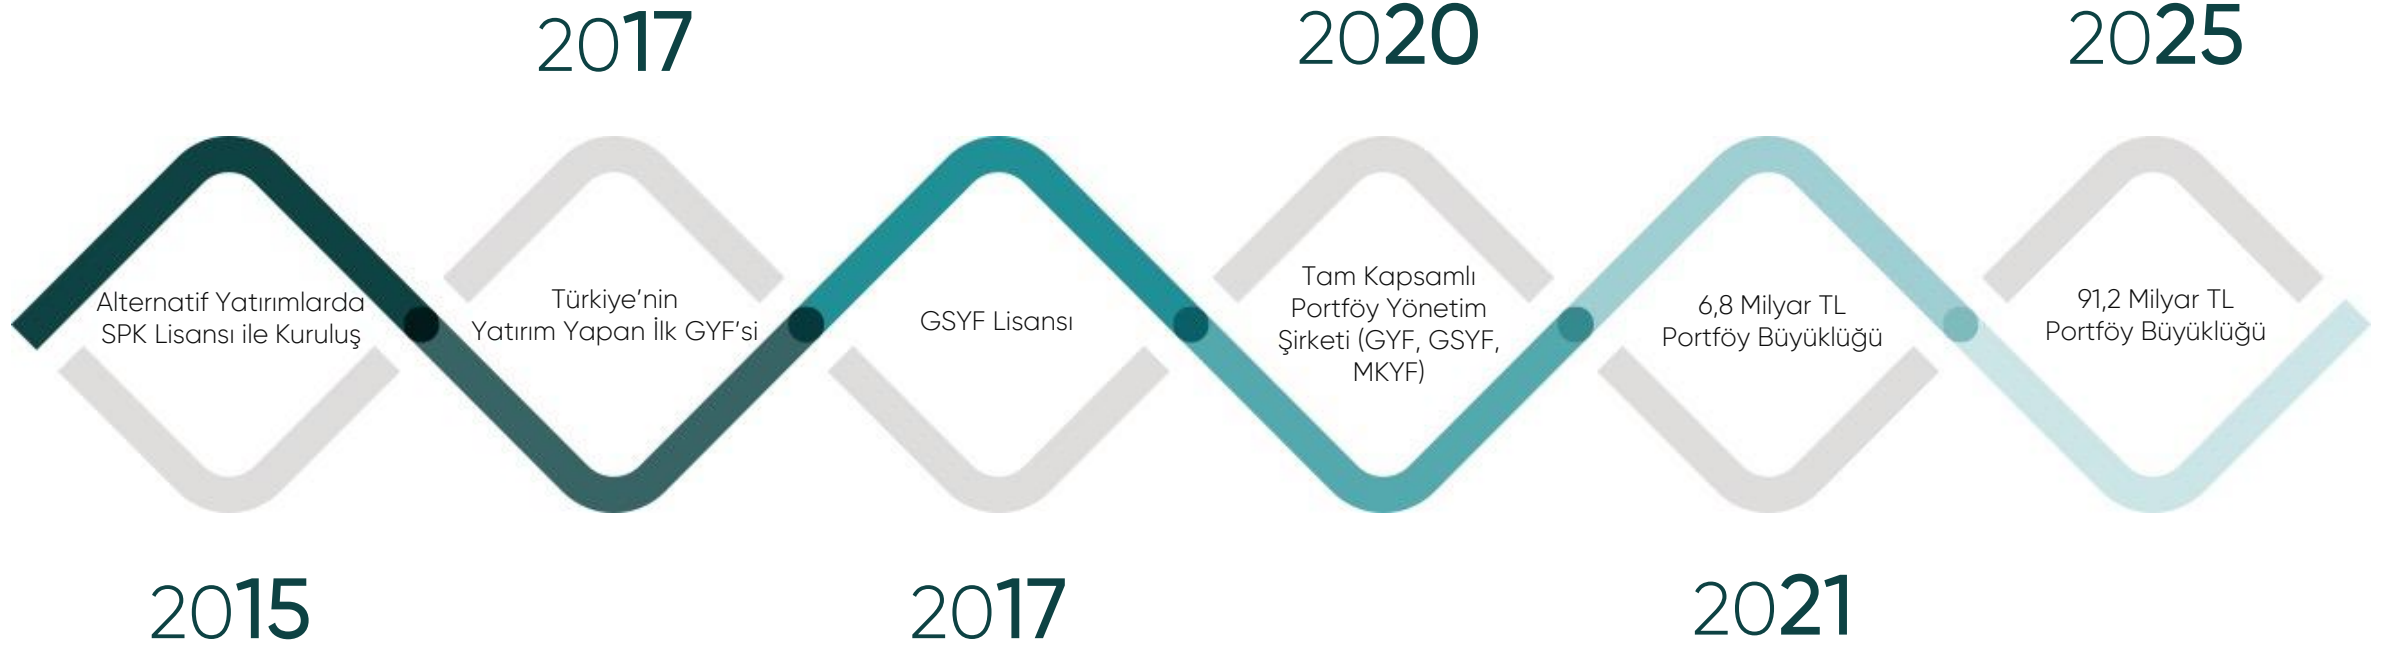 2015
Alternatif Yatırımlarda
SPK Lisansı ile Kuruluş
2017
Türkiye’nin
Yatırım Yapan İlk GYF’si
2017
GSYF Lisansı
2020
Tam Kapsamlı
Portföy Yönetim
Şirketi (GYF, GSYF,
MKYF)
2021
6,8 Milyar TL
Portföy Büyüklüğü
2025
91,2 Milyar TL
Portföy Büyüklüğü